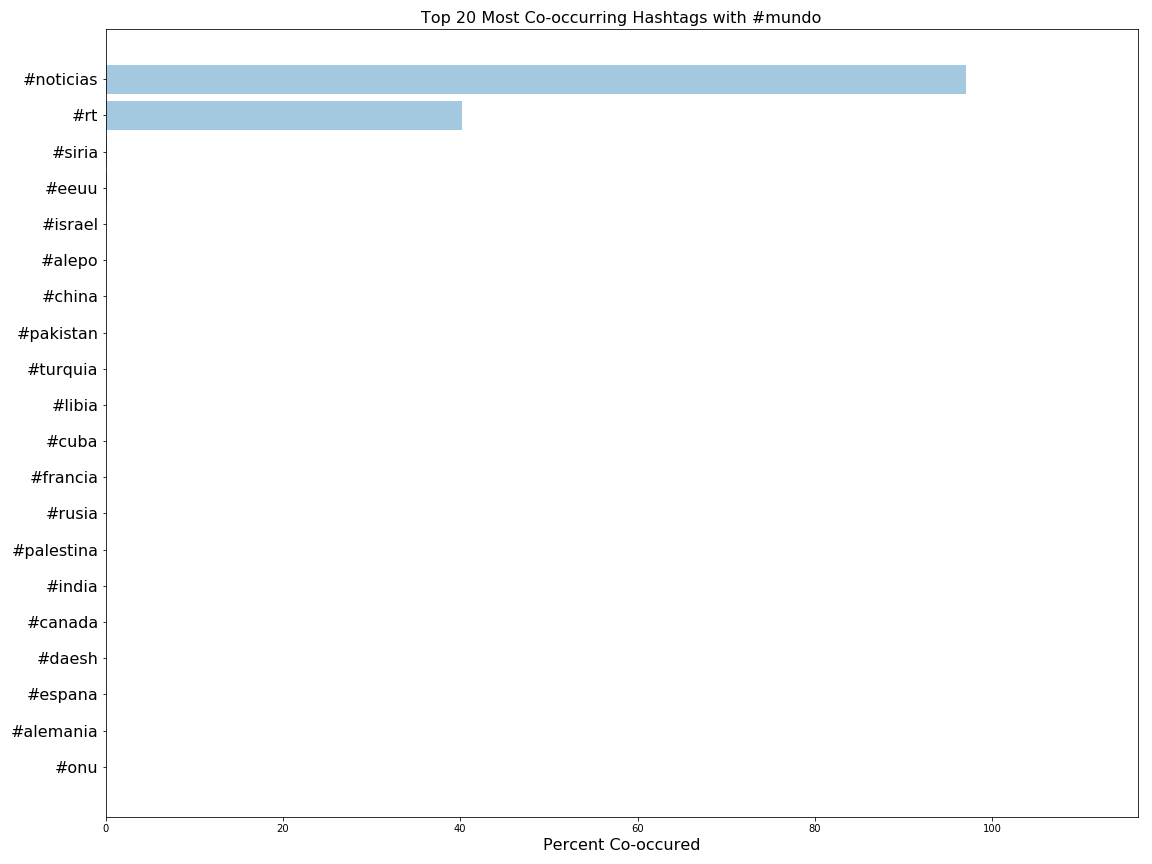 Top 20 Most Co-occurring Hashtags with #mundo
#noticias
#rt
#siria
#eeuu
#israel
#alepo
#china
#pakistan
#turquia
#libia
#cuba
#francia
#rusia
#palestina
#india
#canada
#daesh
#espana
#alemania
#onu
0 20 40 60 80 100
Percent Co-occured